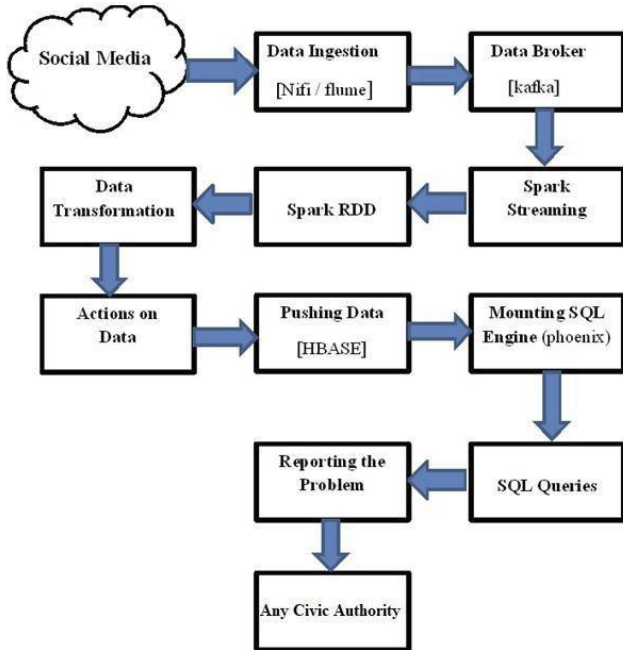 Social Media
Data Ingestion
[Nifi / flume]
Data Broker
[kafka]
Data
Transformation
Spark RDD
Spark
Streaming
Actions on
Data
Pushing Data
[HBASE]
Mounting SQL
Engine (phoenix)
Reporting the
Problem
SQL Queries
Any Civic Authority